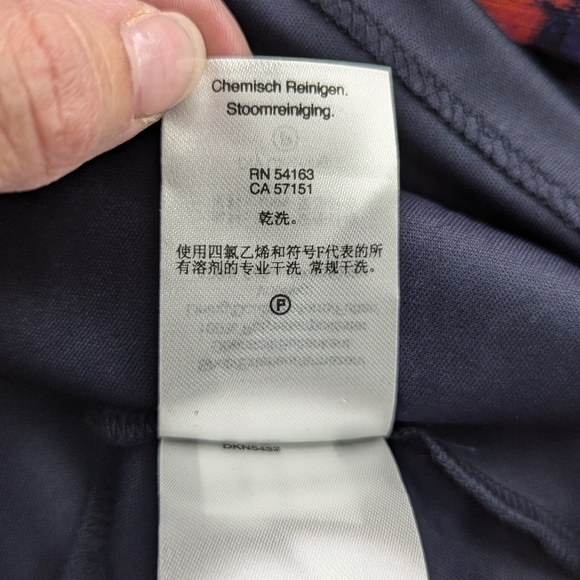 Chemisch Reinigen.
Stoomreiniging.
RN 54163
CA 57151
乾洗。
使用四氯乙烯和符号F代表的所
有溶剂的专业干洗 常规干洗。
P
DKN5432